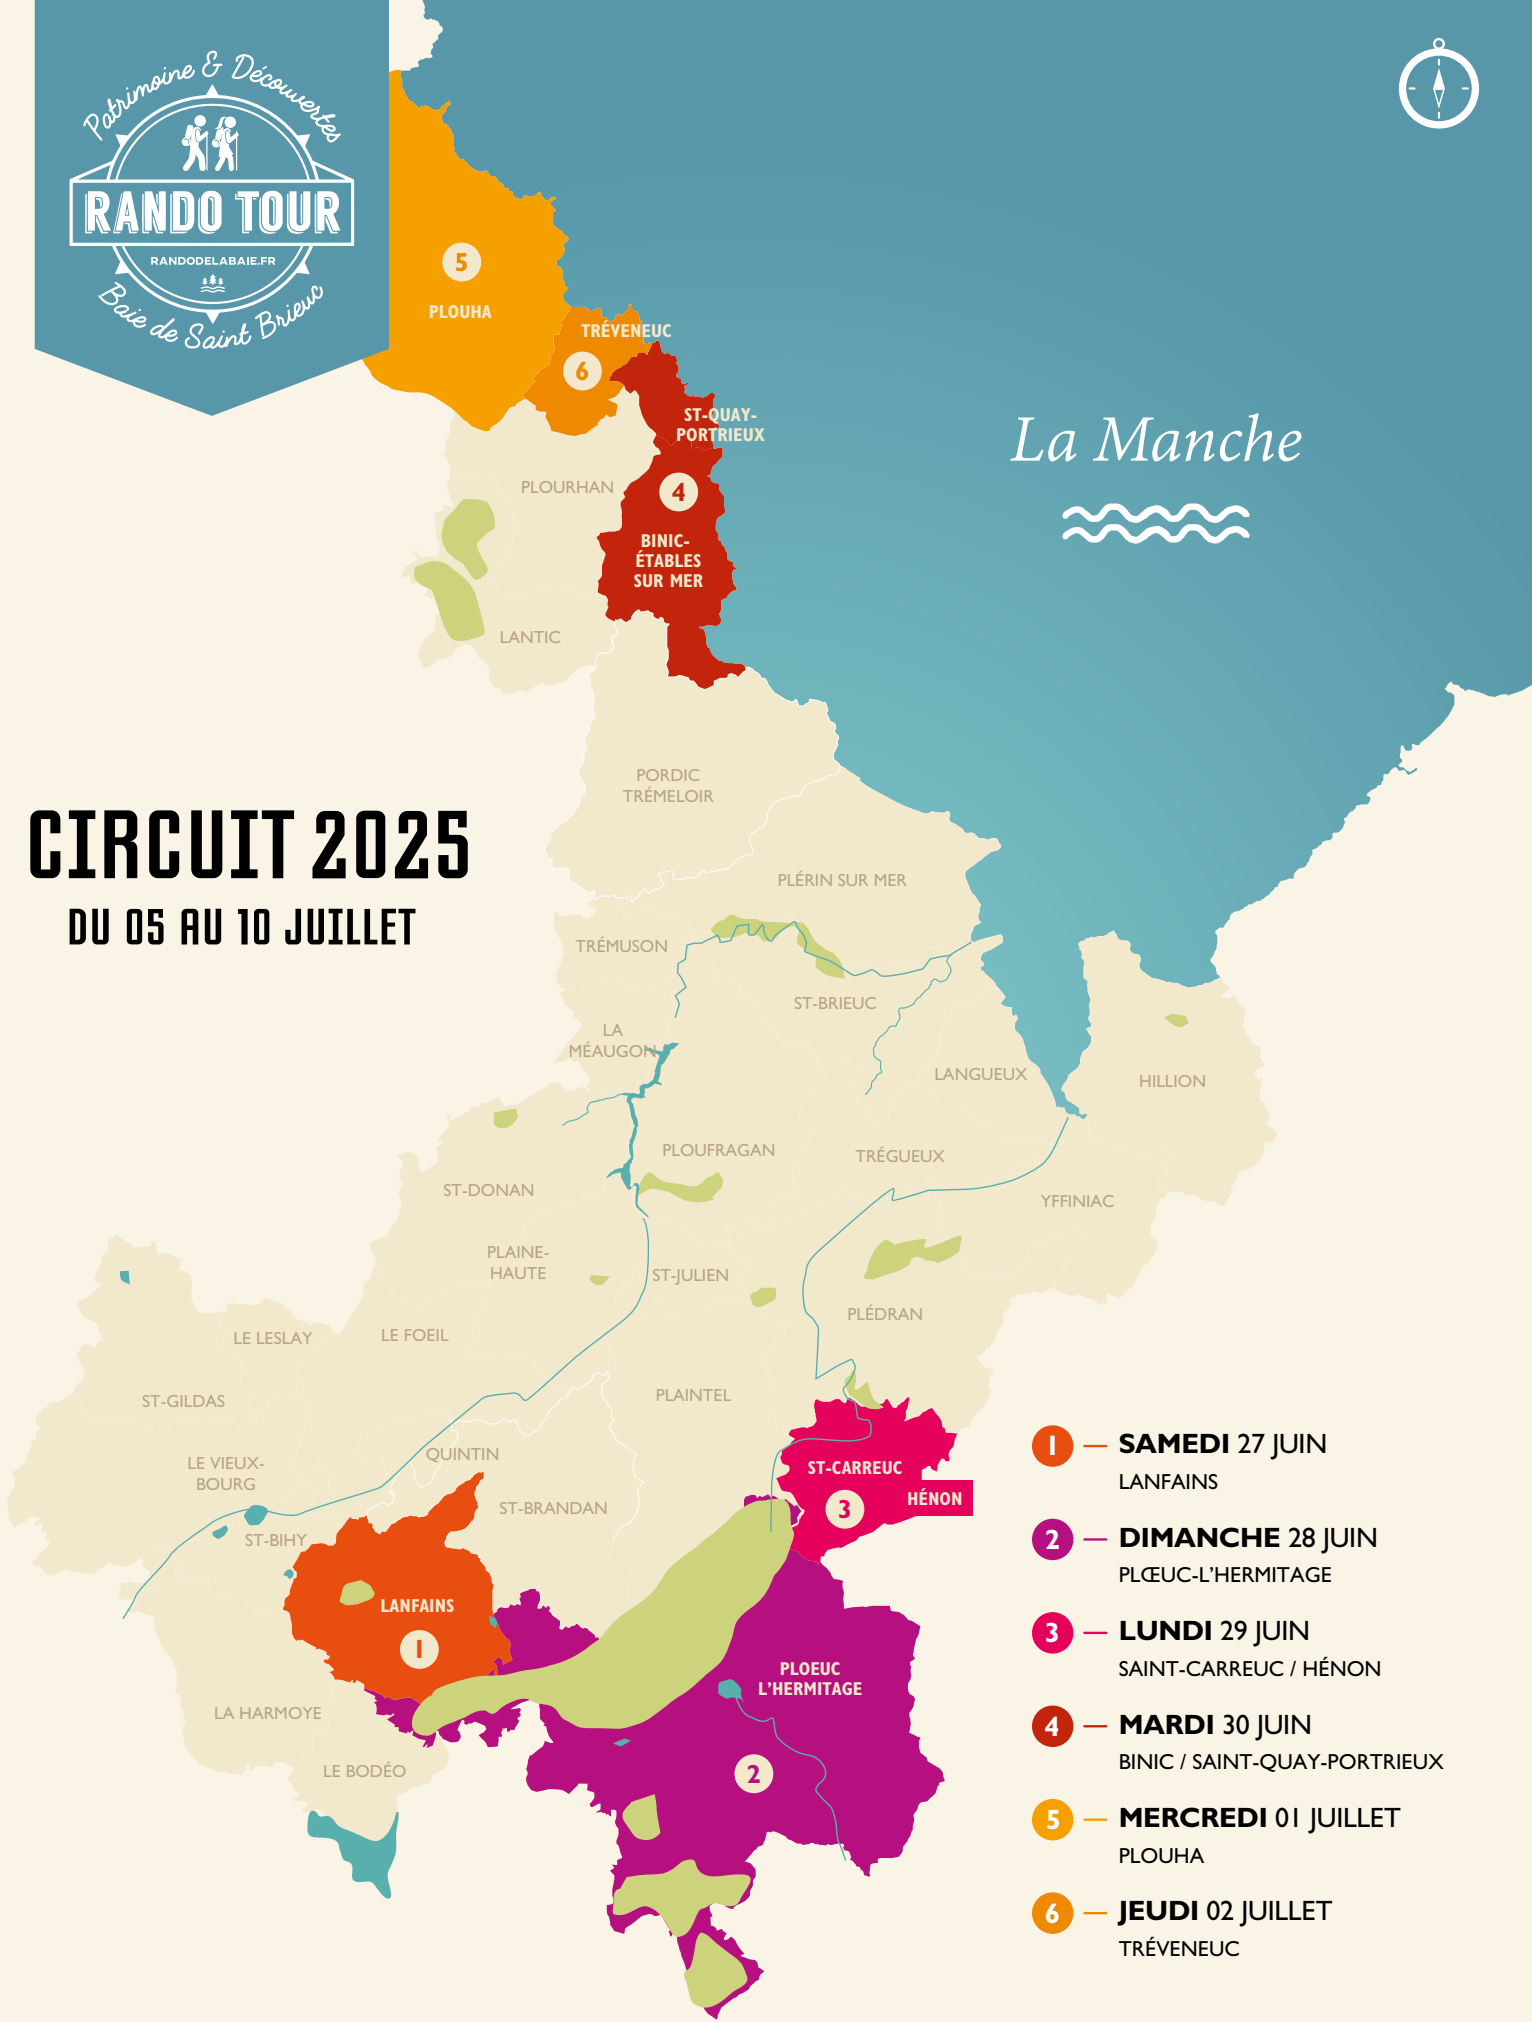 Patrimoine & Découvertes
RANDO TOUR
RANDODELABAIE.FR
Baie de Saint Brieuc
5
PLOUHA
TRÉVENEUC
6
ST-QUAY-
PORTRIEUX
La Manche
PLOURHAN
4
BINIC-
ÉTABLES
SUR MER
LANTIC
PORDIC
TRÉMELOIR
CIRCUIT 2025
DU 05 AU 10 JUILLET
PLÉRIN SUR MER
TRÉMUSON
ST-BRIEUC
LA
MÉAUGON
LANGUEUX
HILLION
PLOUFRAGAN
TRÉGUEUX
ST-DONAN
YFFINIAC
PLAINE-
HAUTE
ST-JULIEN
PLÉDRAN
LE LESLAY
LE FOEIL
ST-GILDAS
PLAINTEL
QUINTIN
LE VIEUX-
BOURG
ST-CARREUC
HÉNON
3
ST-BRANDAN
ST-BIHY
LANFAINS
1
PLOEUC
L'HERMITAGE
LA HARMOYE
LE BODÉO
2
1 — SAMEDI 27 JUIN
LANFAINS
2 — DIMANCHE 28 JUIN
PLŒUC-L'HERMITAGE
3 — LUNDI 29 JUIN
SAINT-CARREUC / HÉNON
4 — MARDI 30 JUIN
BINIC / SAINT-QUAY-PORTRIEUX
5 — MERCREDI 01 JUILLET
PLOUHA
6 — JEUDI 02 JUILLET
TRÉVENEUC